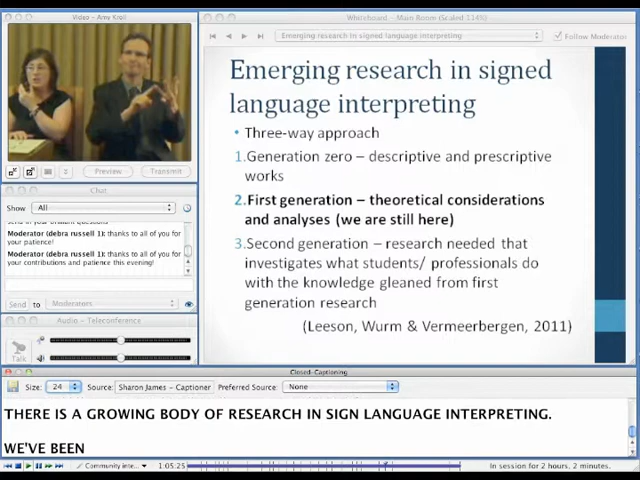 Video - Amy Kroll
Preview
Transmit
Chat
Show
All
Moderator (debra russell 1): thanks to all of you for
your patience!
Moderator (debra russell 1): thanks to all of you for
your contributions and patience this evening!
Send
to
Moderators
Audio – Teleconference
Talk
Whiteboard – Main Room (Scaled 114%)
Emerging research in signed language interpreting
Follow Moderator
Emerging research in signed
language interpreting
• Three-way approach
1.Generation zero – descriptive and prescriptive
works
2.First generation – theoretical considerations
and analyses (we are still here)
3.Second generation – research needed that
investigates what students/ professionals do
with the knowledge gleaned from first
generation research
(Leeson, Wurm & Vermeerbergen, 2011)
Closed-Captioning
Size: 24
Source: Sharon James - Captioner
Preferred Source: None
THERE IS A GROWING BODY OF RESEARCH IN SIGN LANGUAGE INTERPRETING.
WE'VE BEEN
Community inte...
1:05:25
In session for 2 hours, 2 minutes.